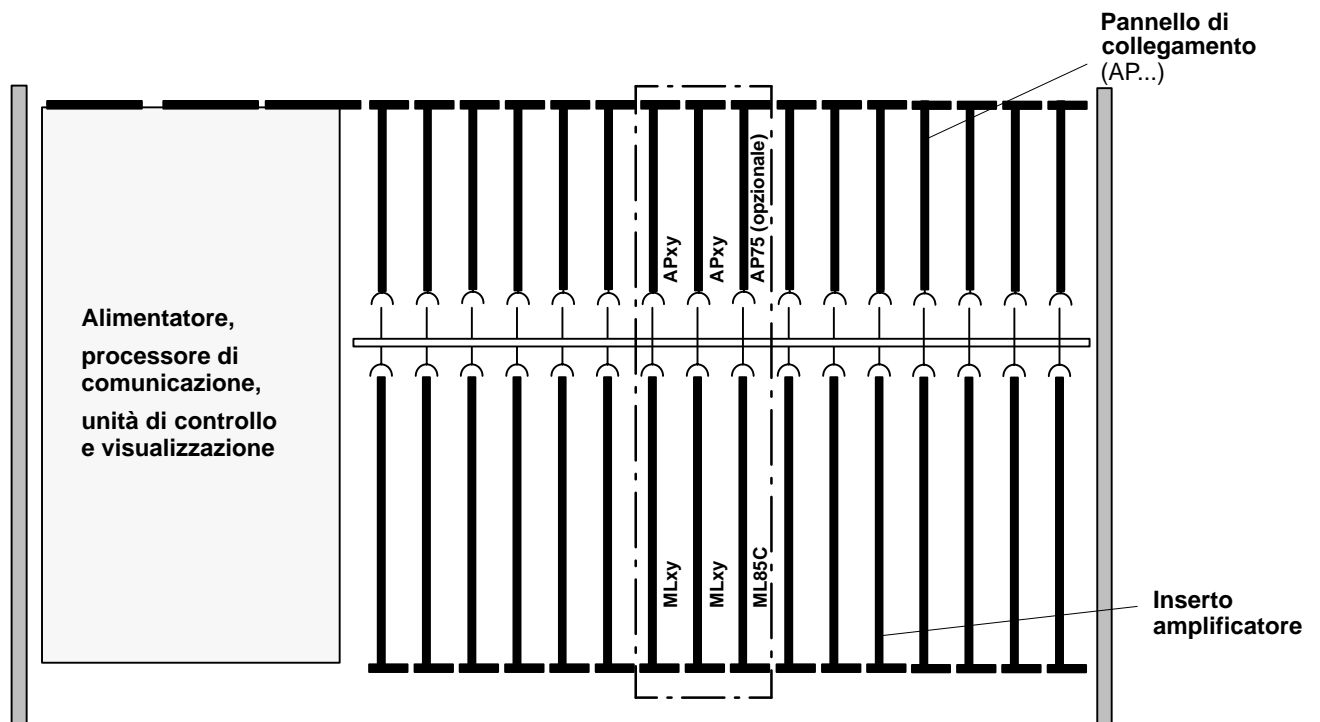 Pannello di
collegamento
(AP...)
APxy
APxy
AP75 (opzionale)
Alimentatore,
processore di
comunicazione,
unità di controllo
e visualizzazione
MLxy
MLxy
ML85C
Inserto
amplificatore